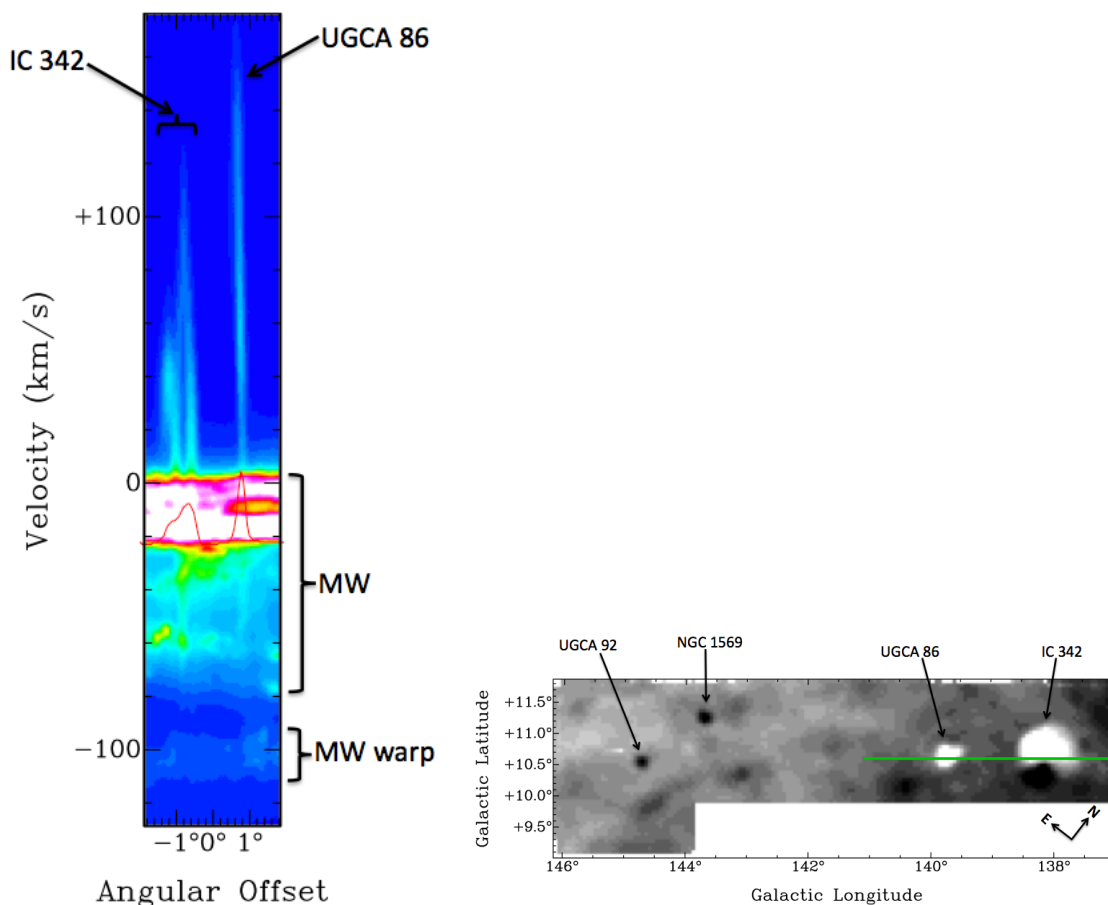 UGCA 86
IC 342
+100
0
−100
Velocity (km/s)
MW
MW warp
−1° 0° 1°
Angular Offset
UGCA 92
NGC 1569
UGCA 86
IC 342
+11.5°
+11.0°
+10.5°
+10.0°
+9.5°
Galactic Latitude
E
N
146° 144° 142° 140° 138°
Galactic Longitude